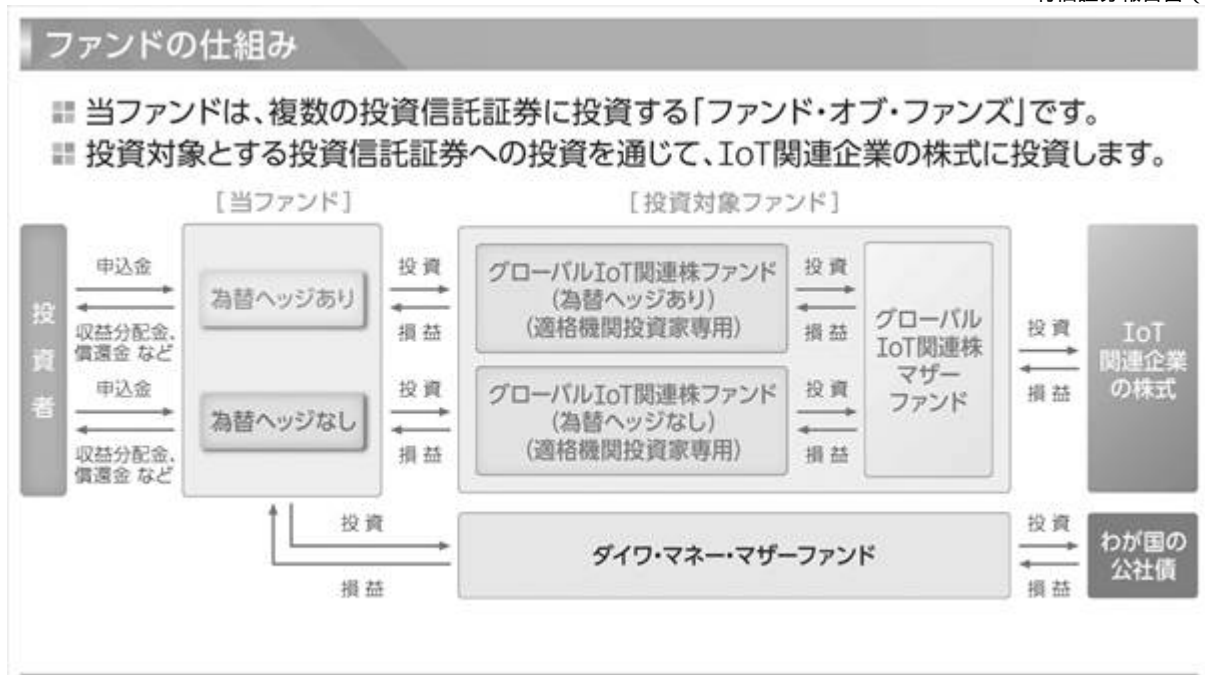 ファンドの仕組み
当ファンドは、複数の投資信託証券に投資する「ファンド・オブ・ファンズ」です。
投資対象とする投資信託証券への投資を通じて、IoT関連企業の株式に投資します。
[当ファンド]
[投資対象ファンド]
投資者
申込金
収益分配金、
償還金 など
申込金
収益分配金、
償還金 など
為替ヘッジあり
為替ヘッジなし
投資
損益
投資
損益
グローバルIoT関連株ファンド
(為替ヘッジあり)
(適格機関投資家専用)
グローバルIoT関連株ファンド
(為替ヘッジなし)
(適格機関投資家専用)
投資
損益
投資
損益
グローバル
IoT関連株
マザー
ファンド
投資
損益
IoT
関連企業
の株式
投資
損益
ダイワ・マネー・マザーファンド
投資
損益
わが国の
公社債